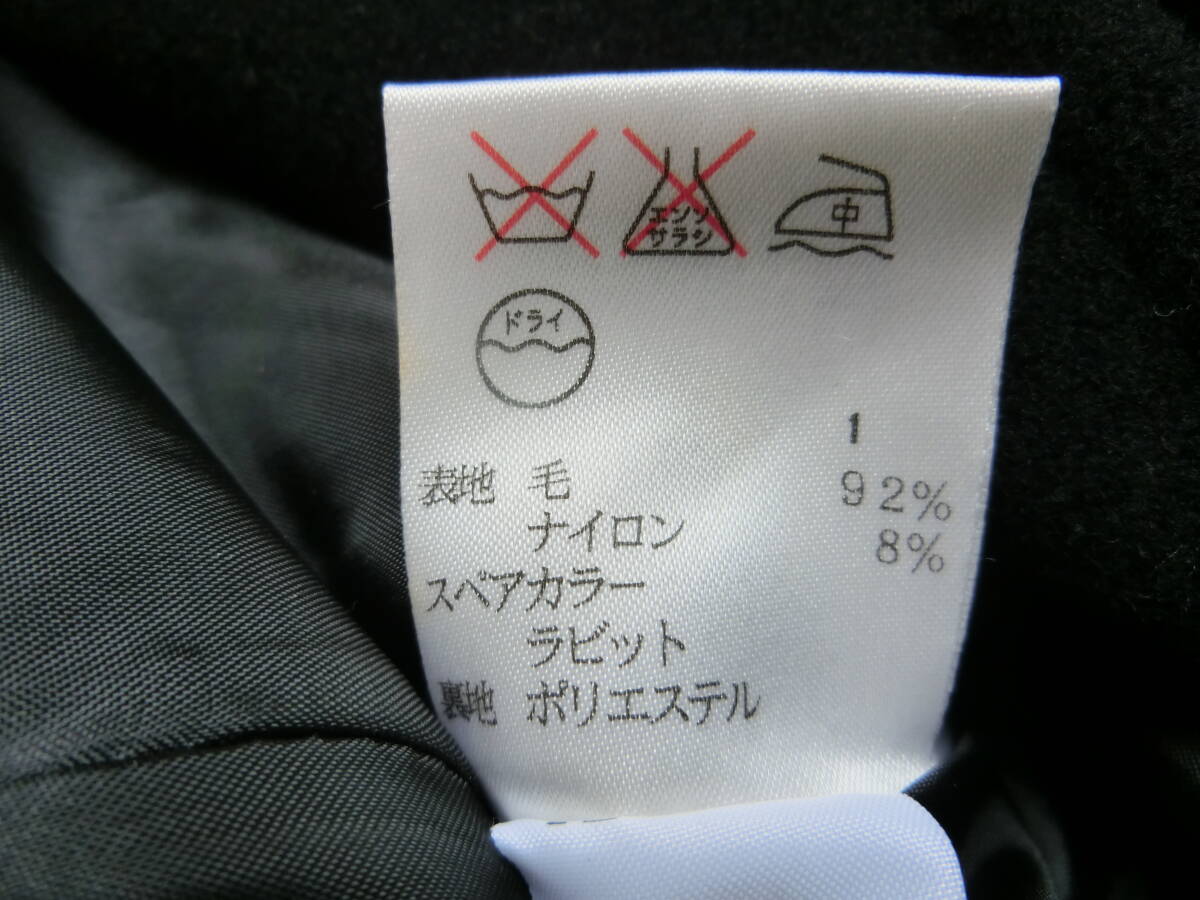 エンソ
サラシ
中
ドライ
1
表地 毛 92%
ナイロン 8%
スペアカラー
ラビット
裏地 ポリエステル